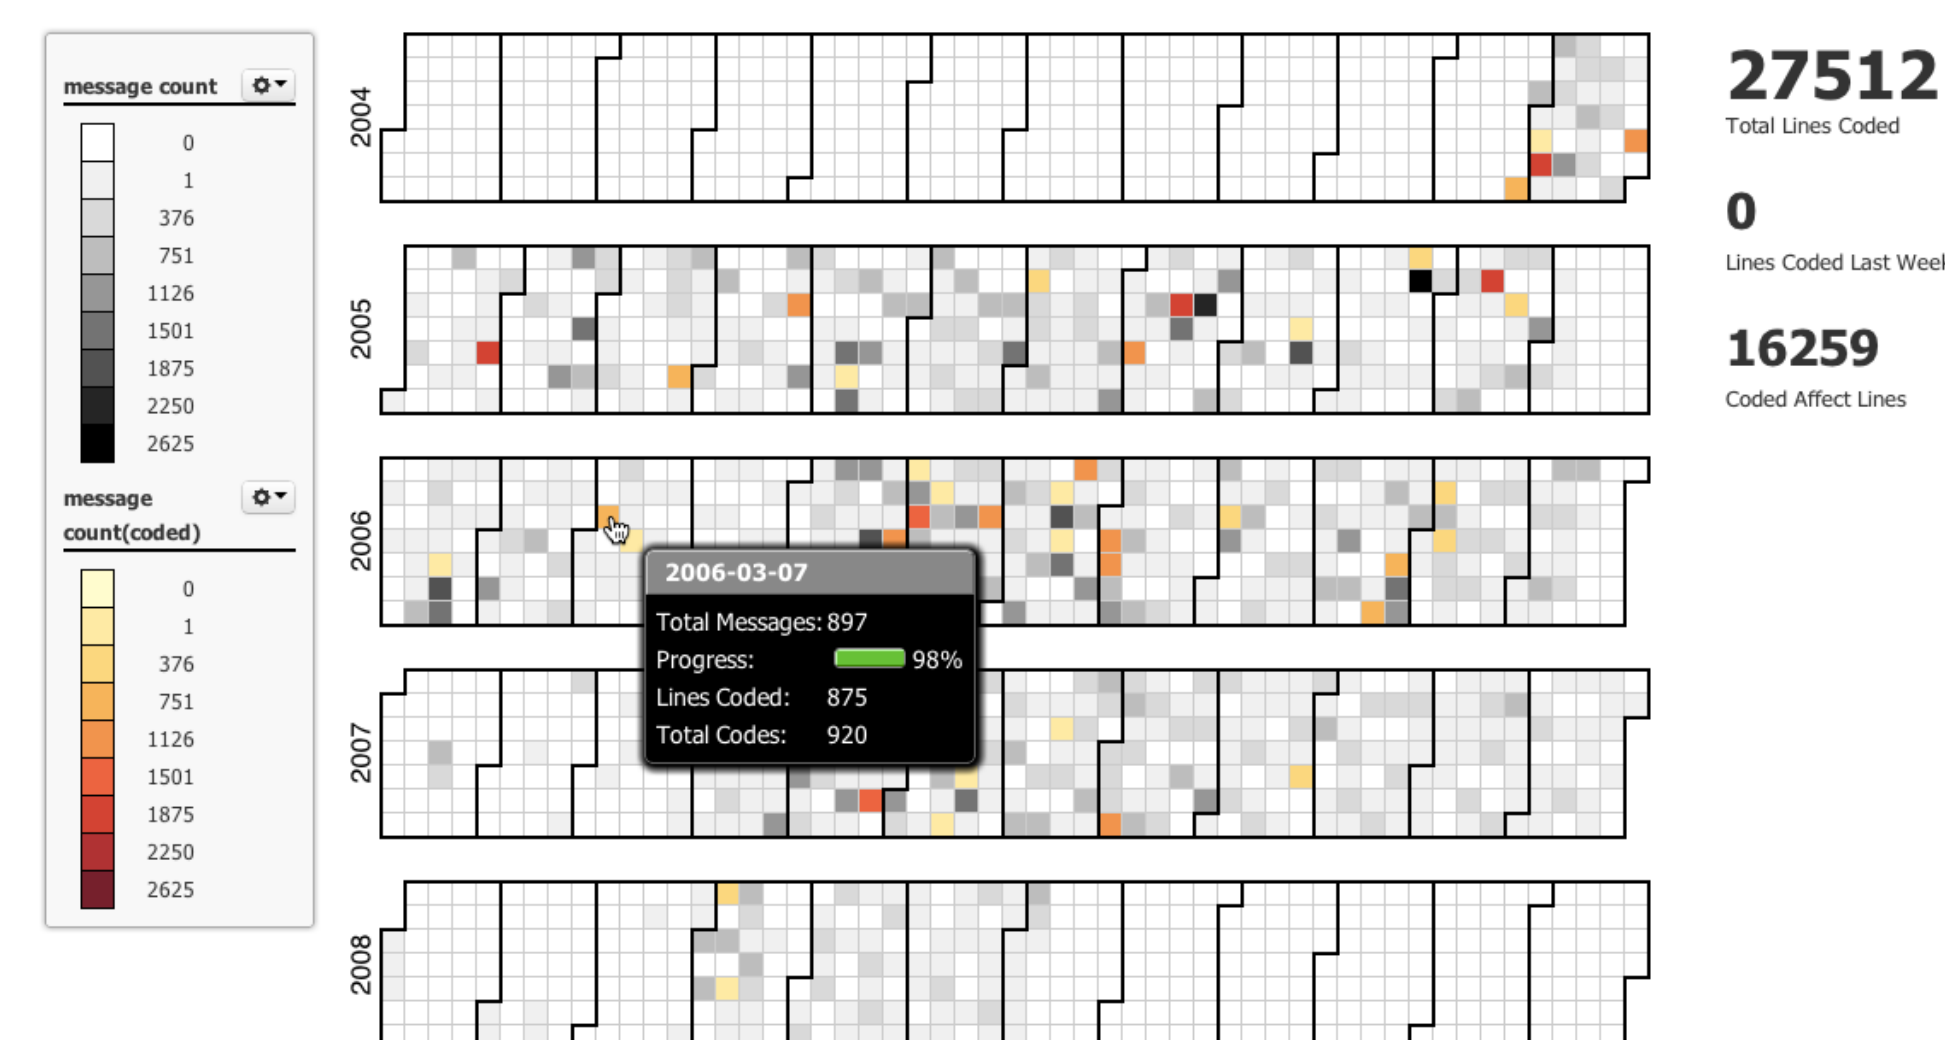 message count
0
1
376
751
1126
1501
1875
2250
2625
message
count(coded)
0
1
376
751
1126
1501
1875
2250
2625
2004
2005
2006
2007
2008
2006-03-07
Total Messages: 897
Progress: 98%
Lines Coded: 875
Total Codes: 920
27512
Total Lines Coded
0
Lines Coded Last Week
16259
Coded Affect Lines